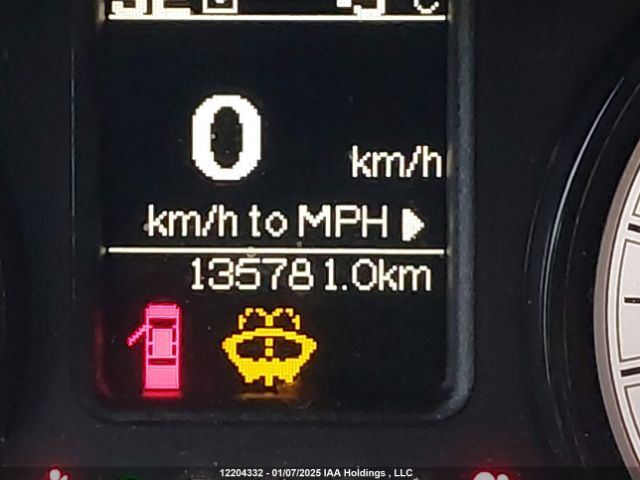 0
km/h
km/h to MPH
135781.0km
12204332 - 01/07/2025 IAA Holdings , LLC